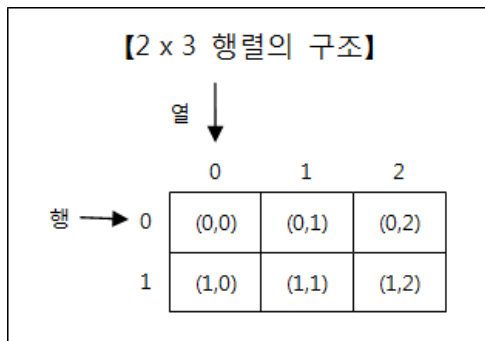 【2 x 3 행렬의 구조】
열
0 1 2
행 0 (0,0) (0,1) (0,2)
1 (1,0) (1,1) (1,2)